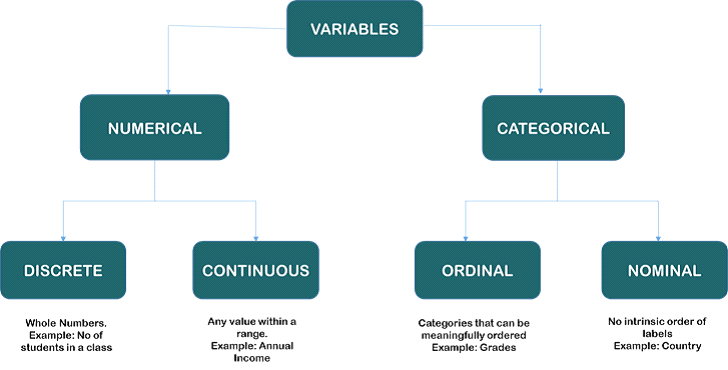 VARIABLES
NUMERICAL
CATEGORICAL
DISCRETE
CONTINUOUS
ORDINAL
NOMINAL
Whole Numbers.
Example: No of
students in a class
Any value within a
range.
Example: Annual
Income
Categories that can be
meaningfully ordered
Example: Grades
No intrinsic order of
labels
Example: Country